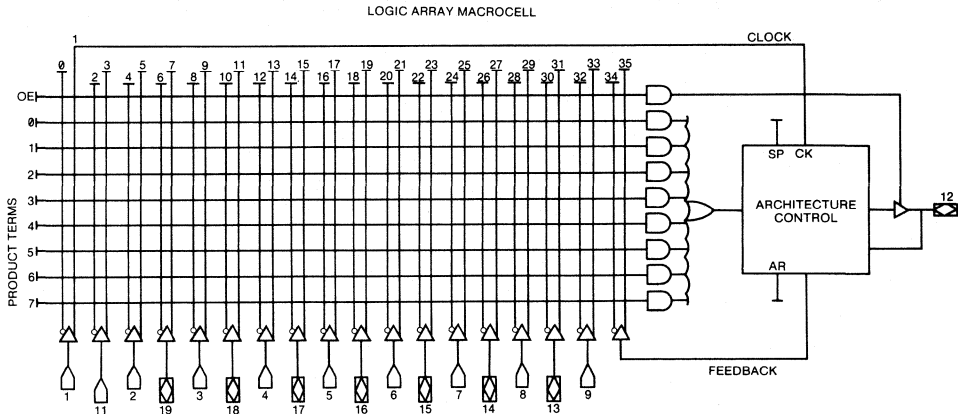 LOGIC ARRAY MACROCELL
1 CLOCK
0 3 5 7 9 11 13 15 17 19 21 23 25 27 29 31 33 35
2 4 6 8 10 12 14 16 18 20 22 24 26 28 30 32 34
OE
0
1
2
3
4
5
6
7
PRODUCT TERMS
SP CK
ARCHITECTURE
CONTROL
AR
12
FEEDBACK
1 2 3 4 5 6 7 8 9
11 19 18 17 16 15 14 13